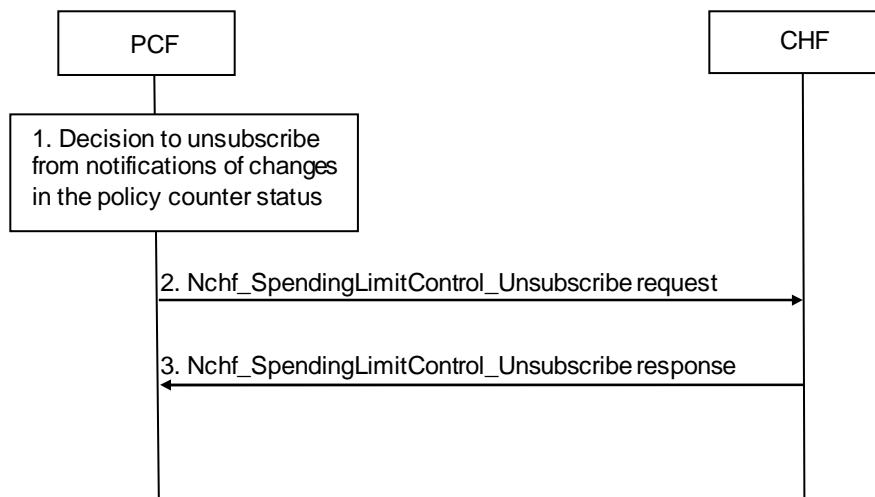 PCF
CHF
1. Decision to unsubscribe
from notifications of changes
in the policy counter status
2. Nchf_SpendingLimitControl_Unsubscribe request
3. Nchf_SpendingLimitControl_Unsubscribe response